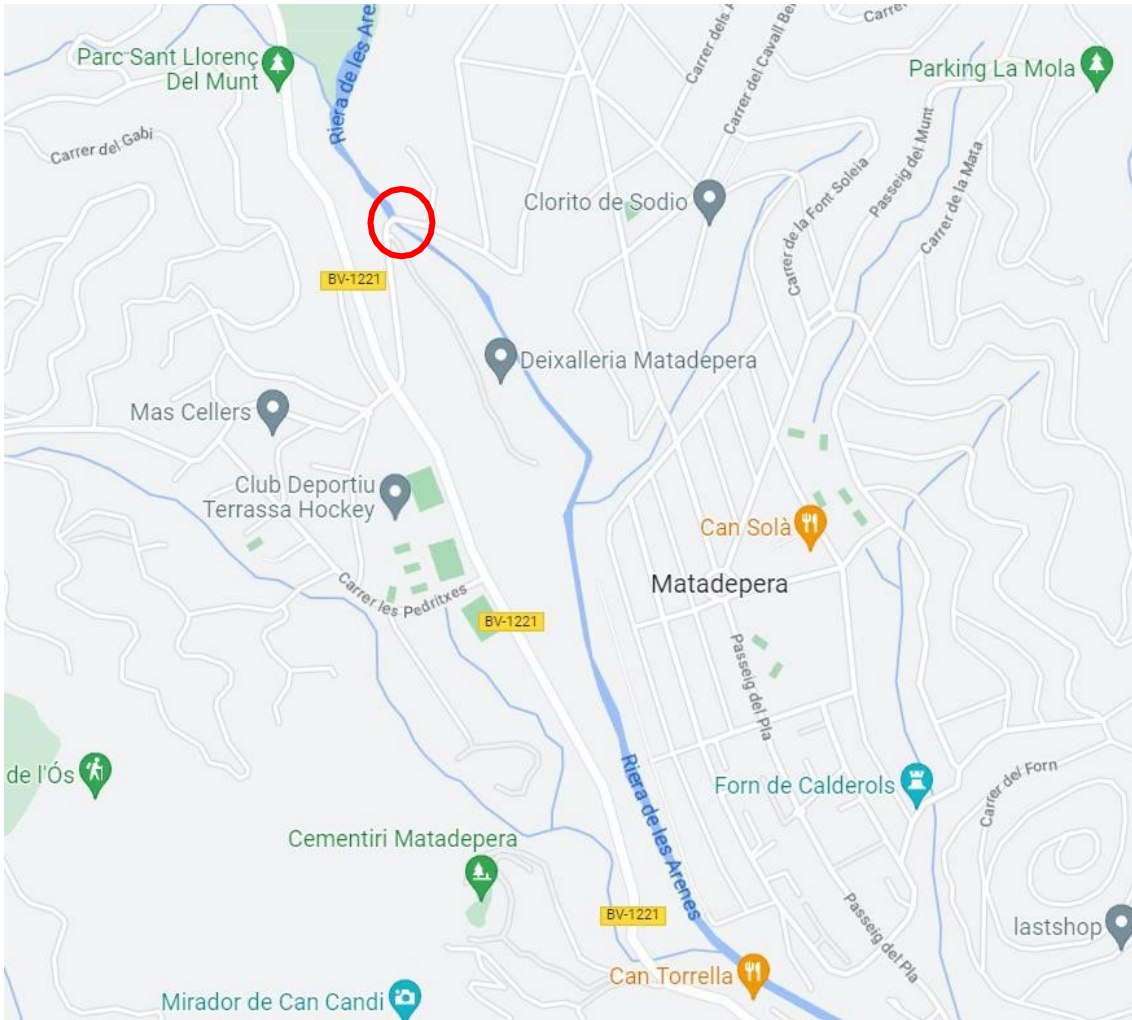 Parc Sant Llorenç
Del Munt
Riera de les Are
Carrer dels A
Carrer del Cavall Be
Carre
Parking La Mola
Carrer del Gabi
Clorito de Sodio
Passeig del Munt
Carrer de la Font Soleia
Carrer de la Mata
BV-1221
Deixalleria Matadepera
Mas Cellers
Club Deportiu
Terrassa Hockey
Can Solà
Matadepera
Carrer les Pedritxes
BV-1221
Passeig del Pla
de l'Ós
Riera de les Arenes
Forn de Calderols
Carrer del Forn
Cementiri Matadepera
BV-1221
Passeig del Pla
lastshop
Can Torrella
Mirador de Can Candi